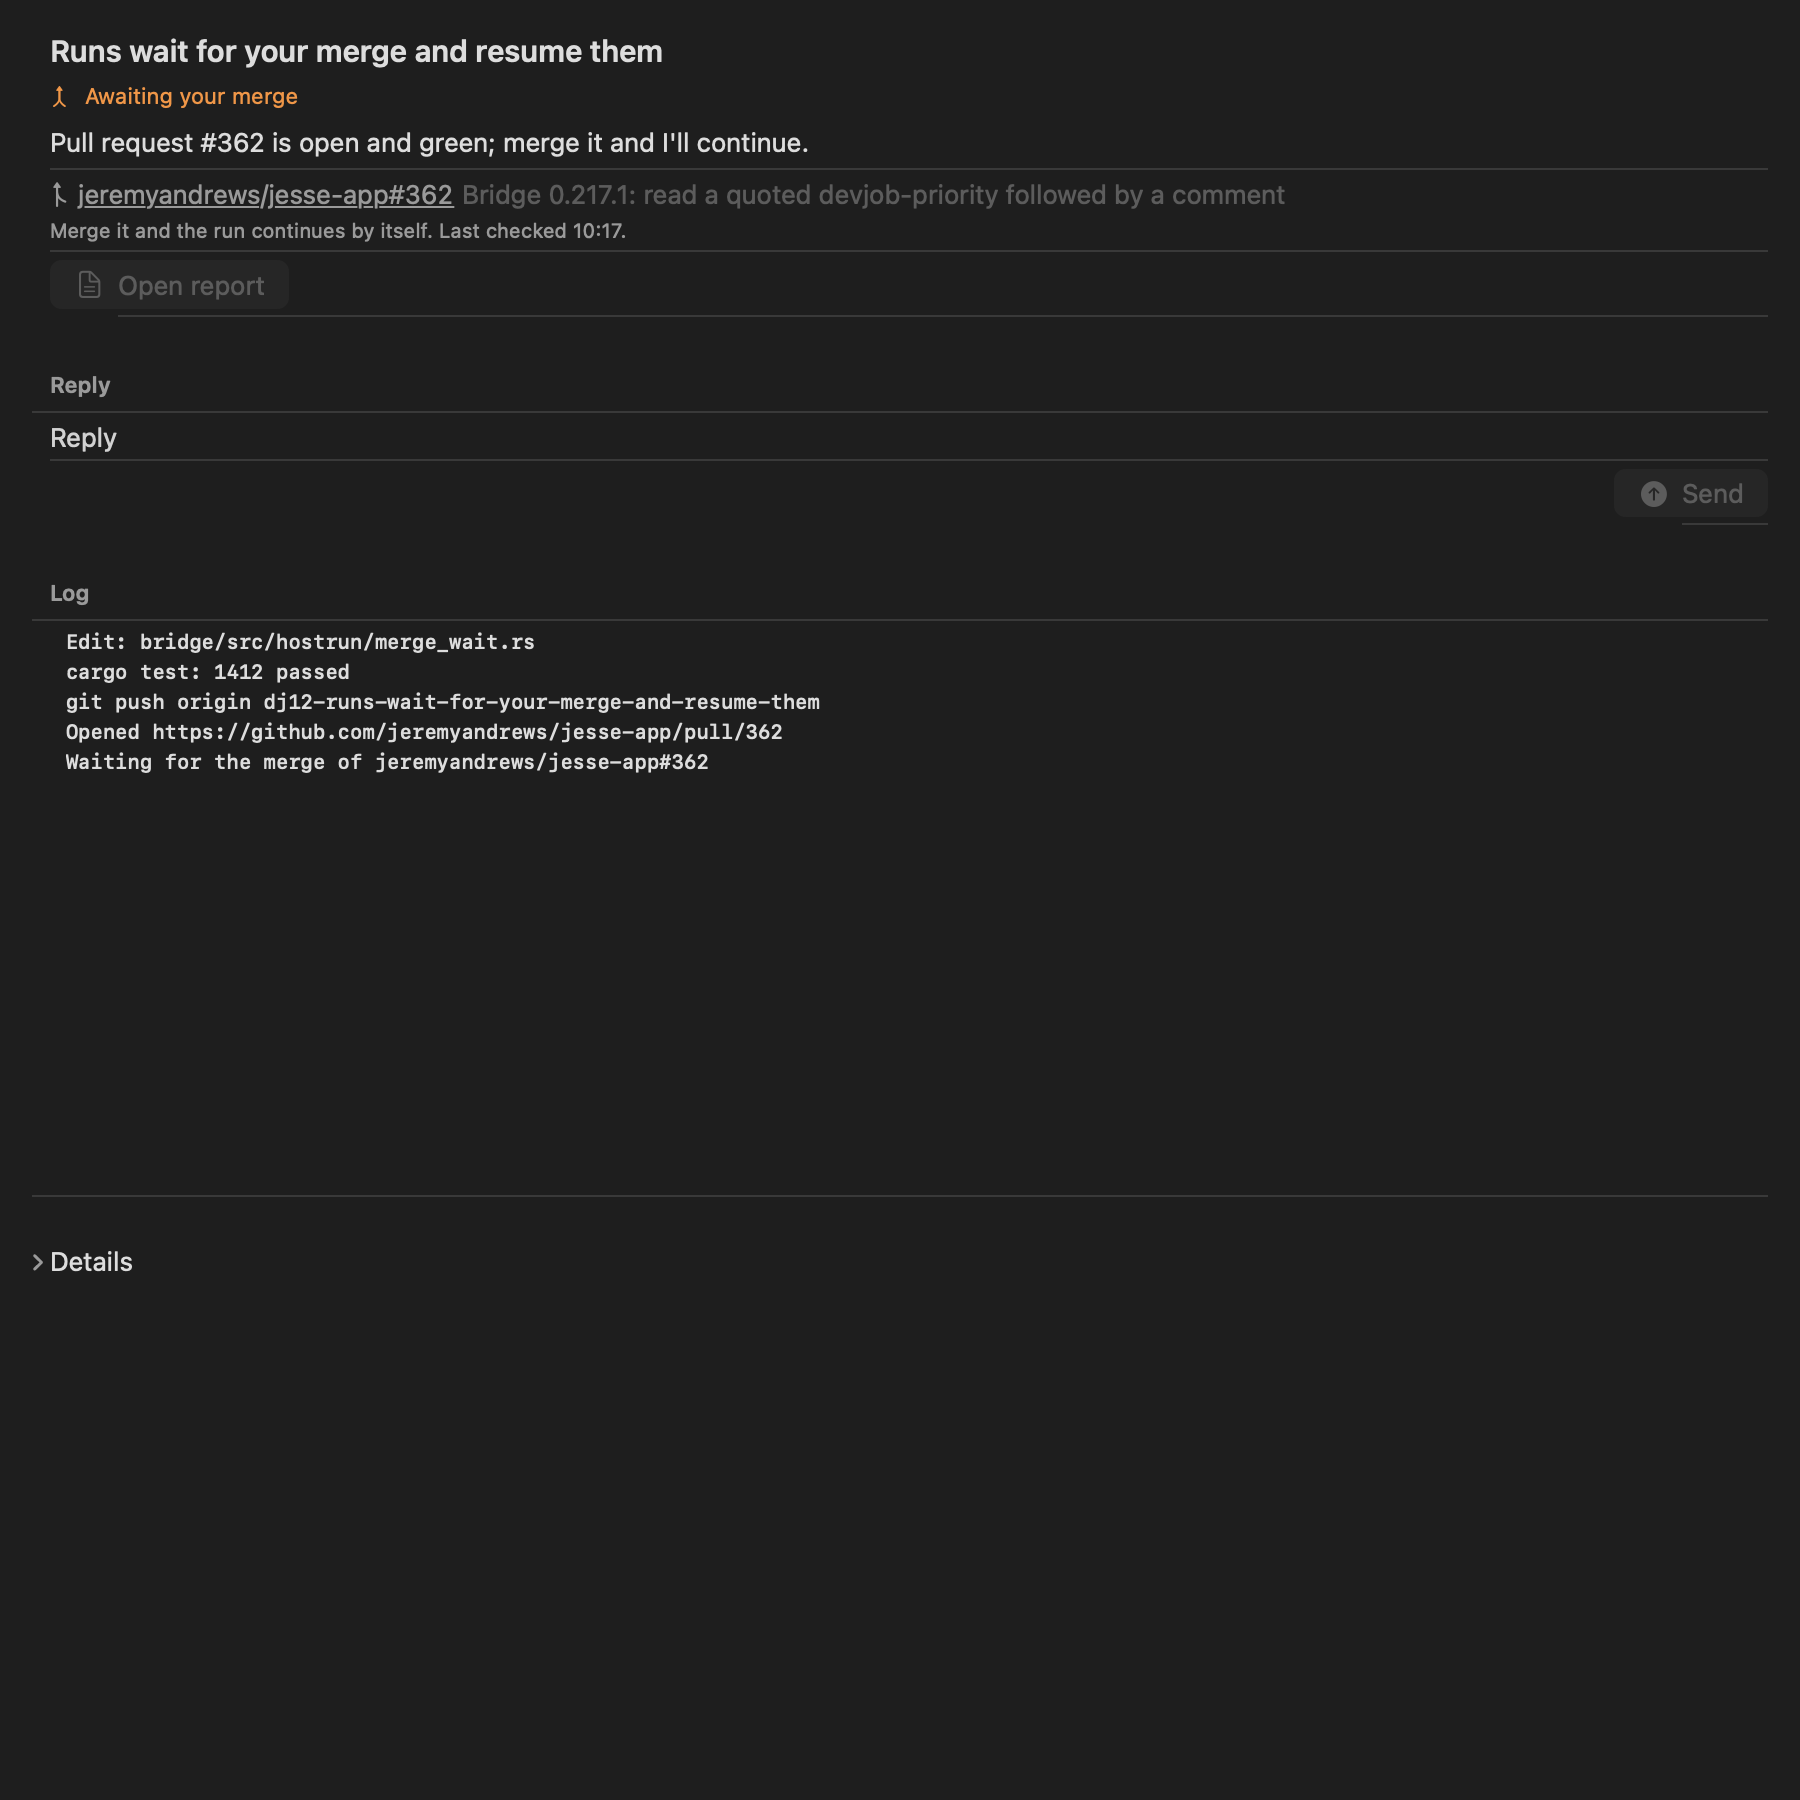 Runs wait for your merge and resume them
Awaiting your merge
Pull request #362 is open and green; merge it and I'll continue.
jeremyandrews/jesse-app#362 Bridge 0.217.1: read a quoted devjob-priority followed by a comment
Merge it and the run continues by itself. Last checked 10:17.
Open report
Reply
Reply
Send
Log
Edit: bridge/src/hostrun/merge_wait.rs
cargo test: 1412 passed
git push origin dj12-runs-wait-for-your-merge-and-resume-them
Opened https://github.com/jeremyandrews/jesse-app/pull/362
Waiting for the merge of jeremyandrews/jesse-app#362
Details